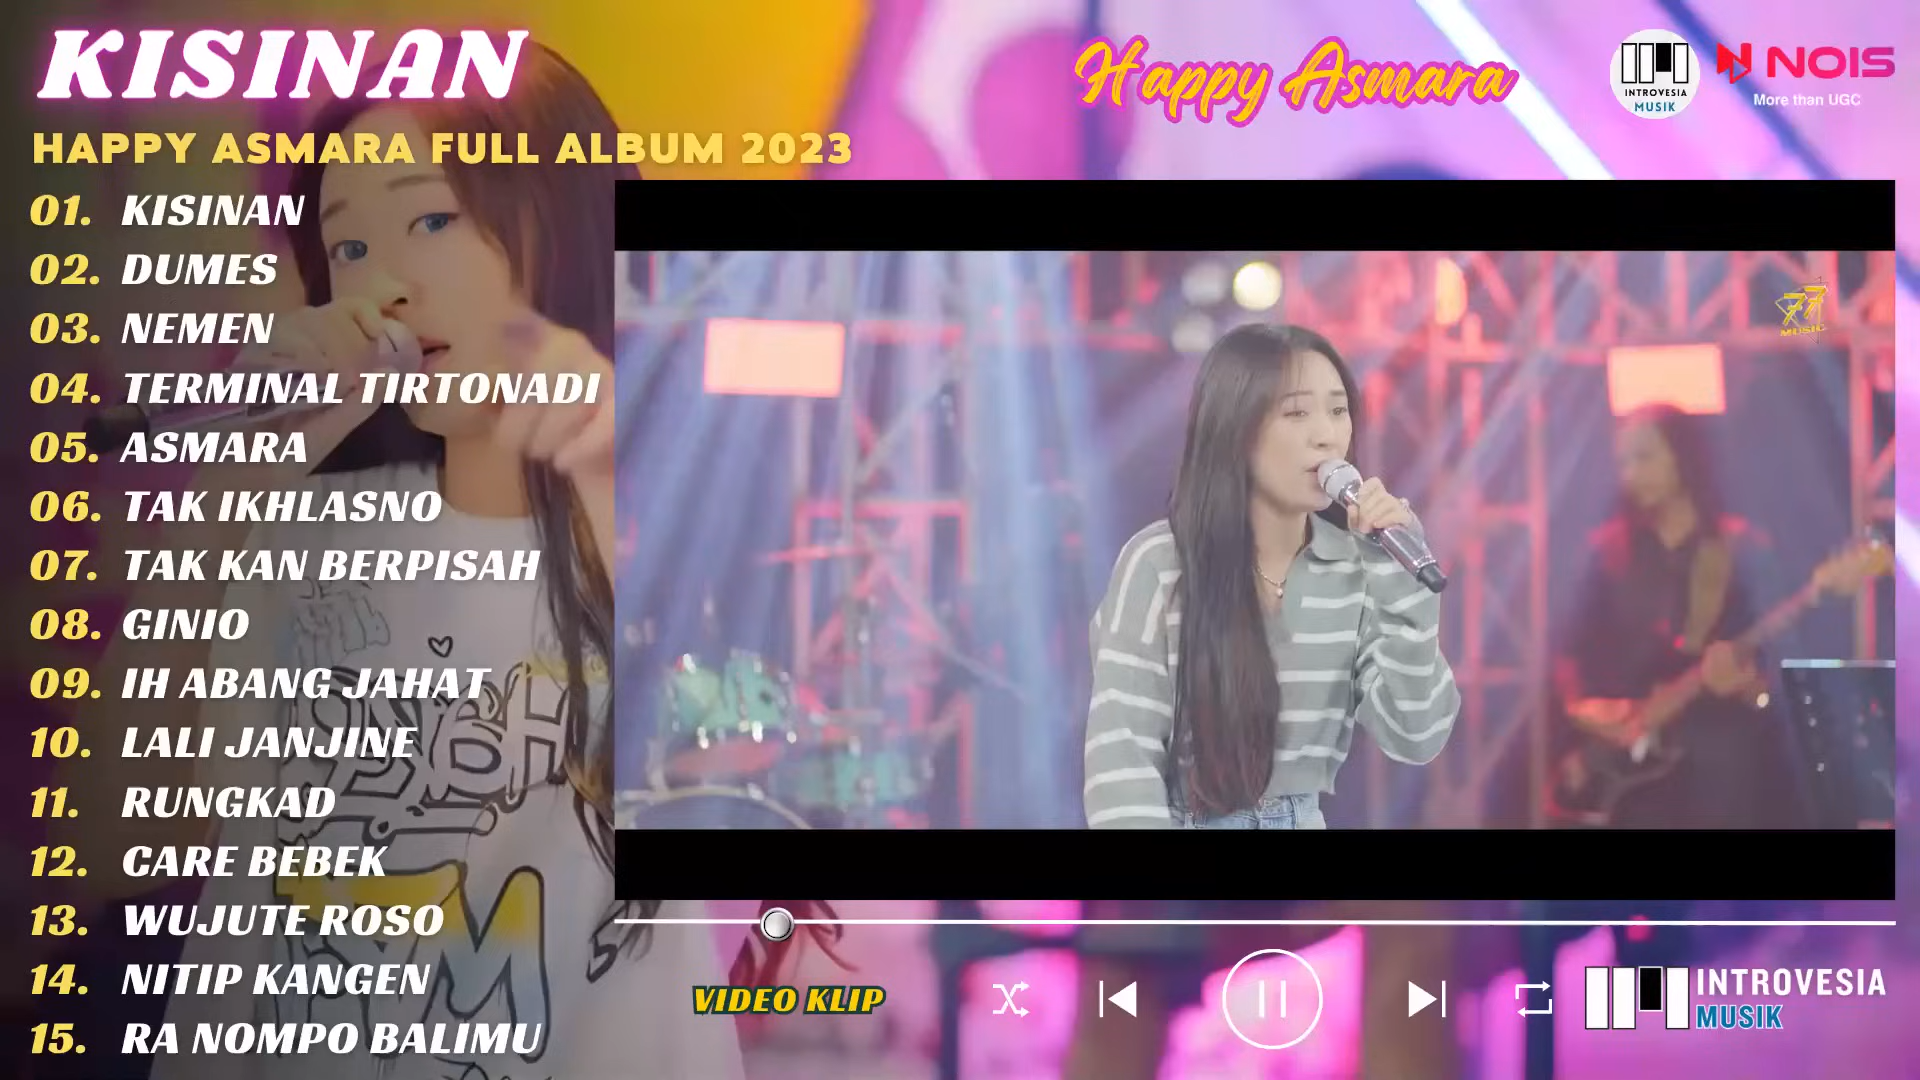 KISINAN
Happy Asmara
INTROVESIA
MUSIK
NOIS
More than UGC
HAPPY ASMARA FULL ALBUM 2023
01. KISINAN
02. DUMES
03. NEMEN
04. TERMINAL TIRTONADI
05. ASMARA
06. TAK IKHLASNO
07. TAK KAN BERPISAH
08. GINIO
09. IH ABANG JAHAT
10. LALI JANJINE
11. RUNGKAD
12. CARE BEBEK
13. WUJUTE ROSO
14. NITIP KANGEN
15. RA NOMPO BALIMU
77
MUSIC
VIDEO KLIP
INTROVESIA
MUSIK